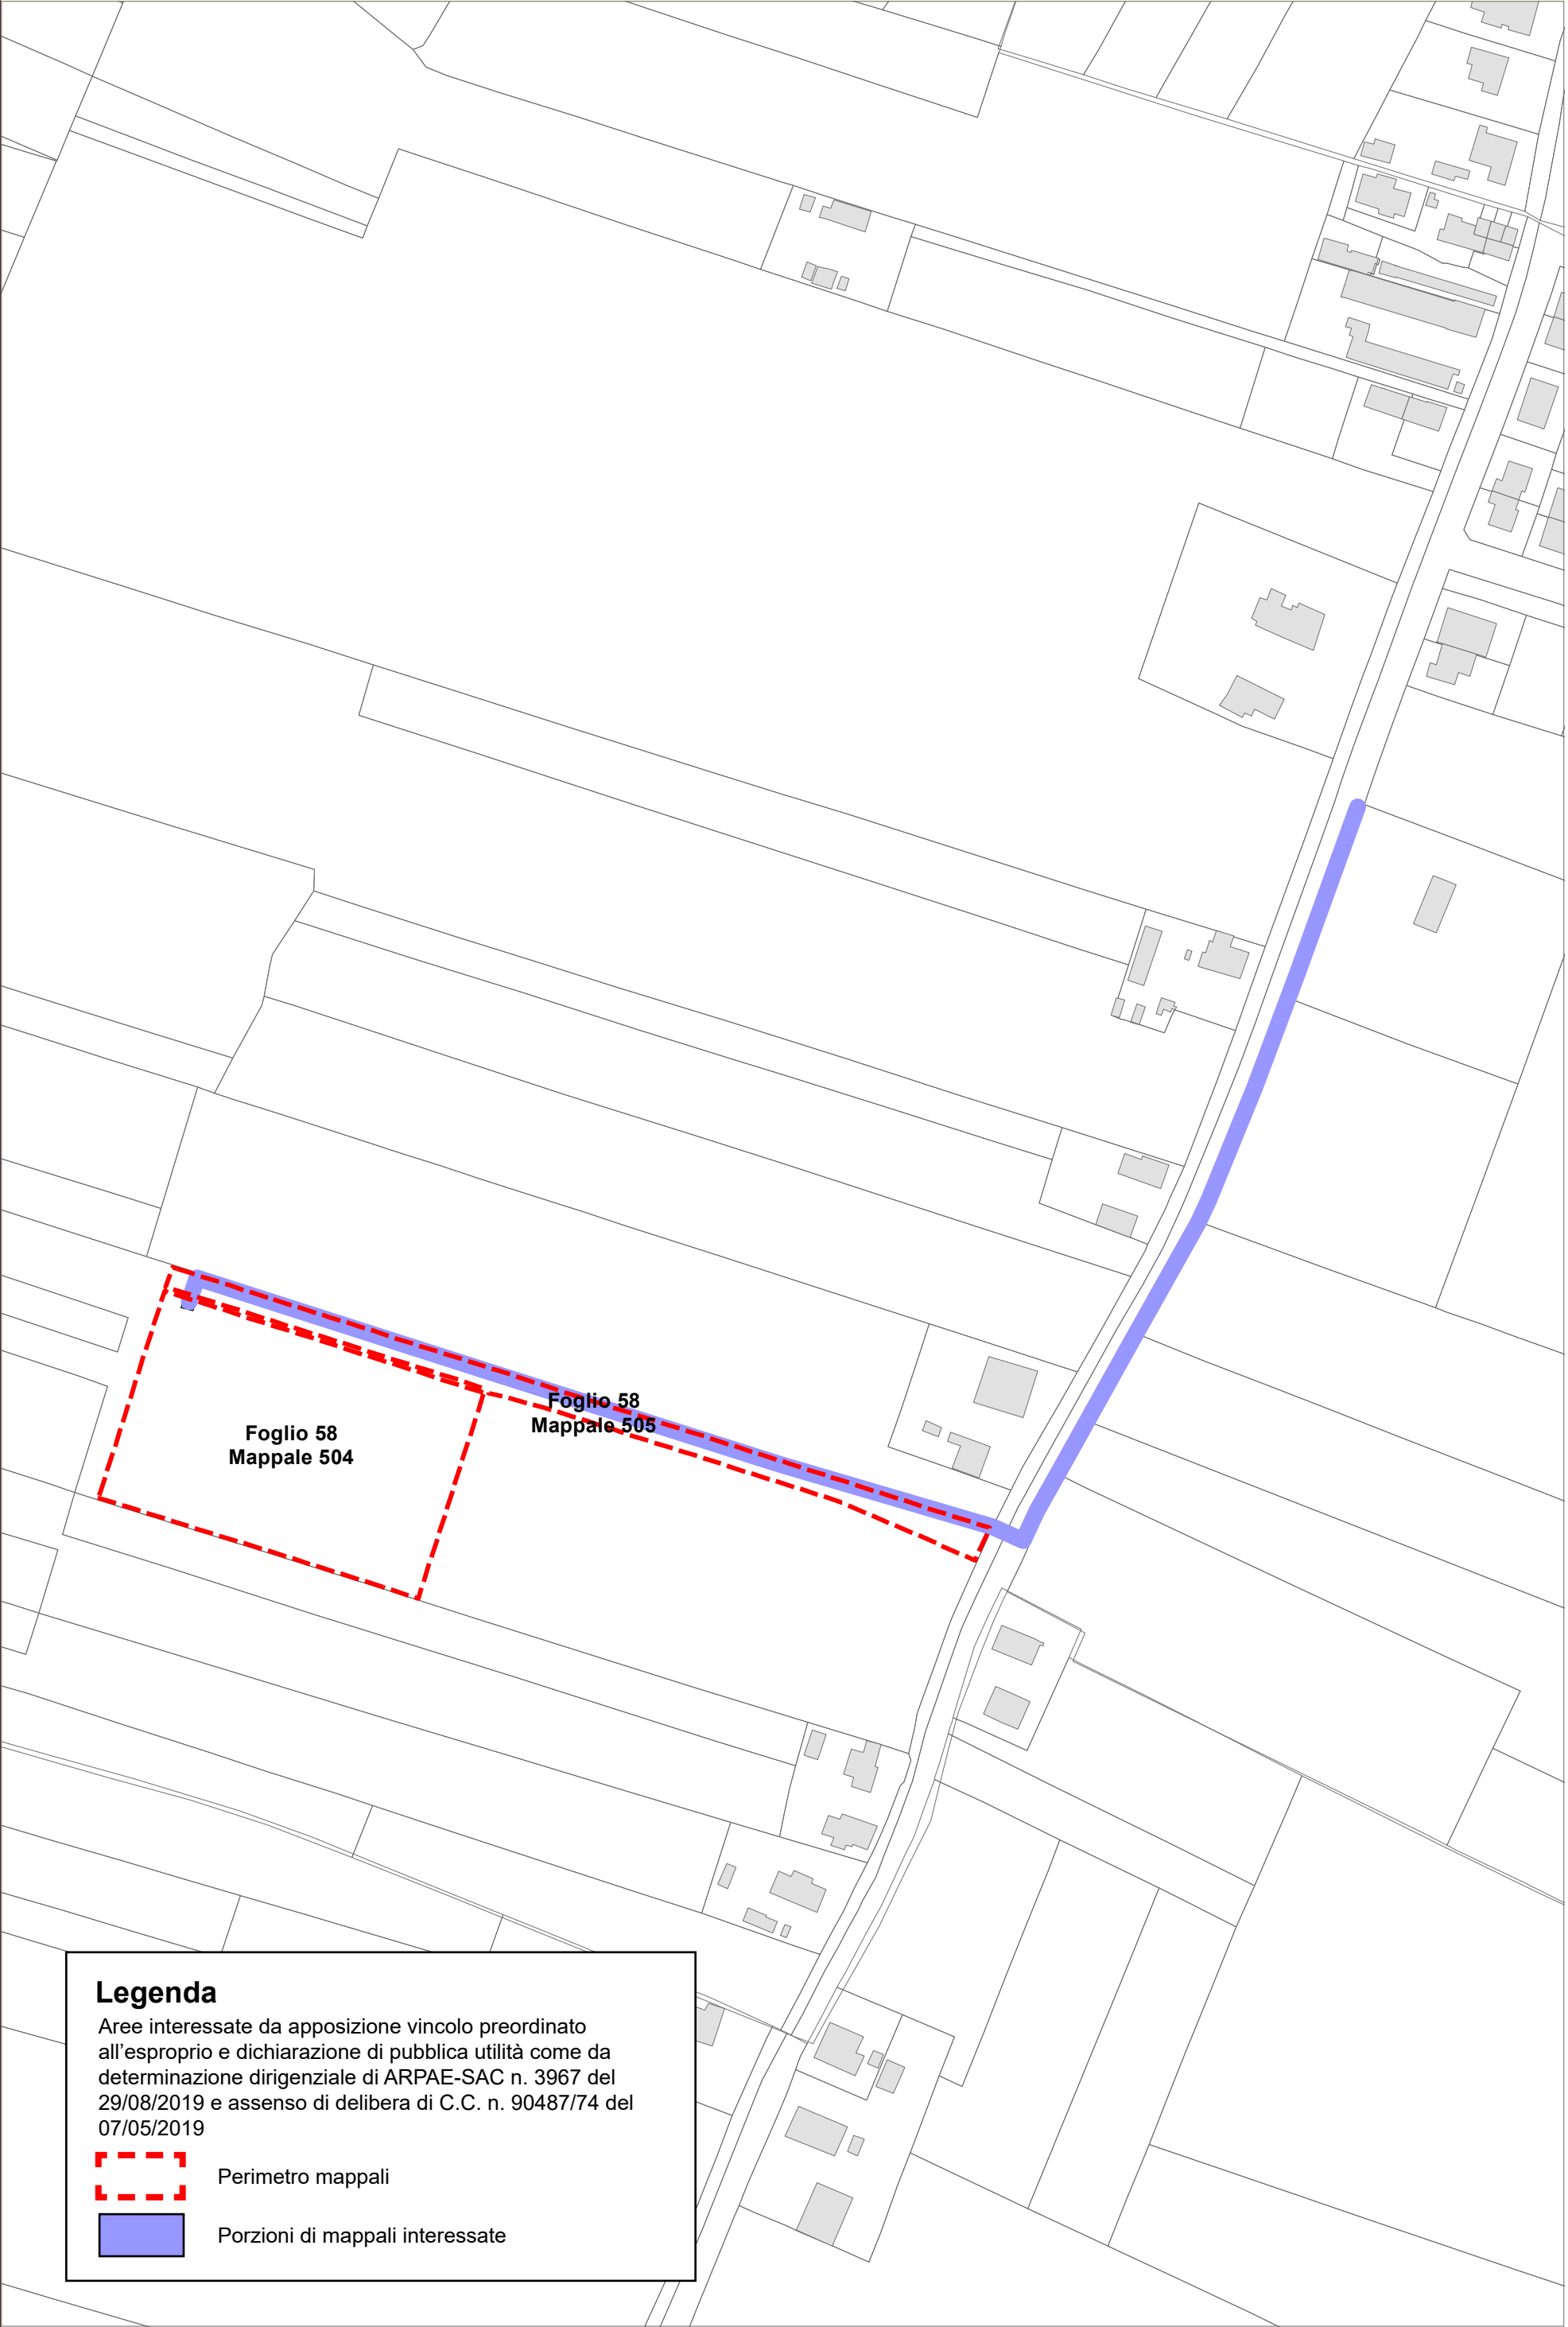 Foglio 58
Mappale 505
Foglio 58
Mappale 504
Legenda
Aree interessate da apposizione vincolo preordinato
all’esproprio e dichiarazione di pubblica utilità come da
determinazione dirigenziale di ARPAE-SAC n. 3967 del
29/08/2019 e assenso di delibera di C.C. n. 90487/74 del
07/05/2019
Perimetro mappali
Porzioni di mappali interessate